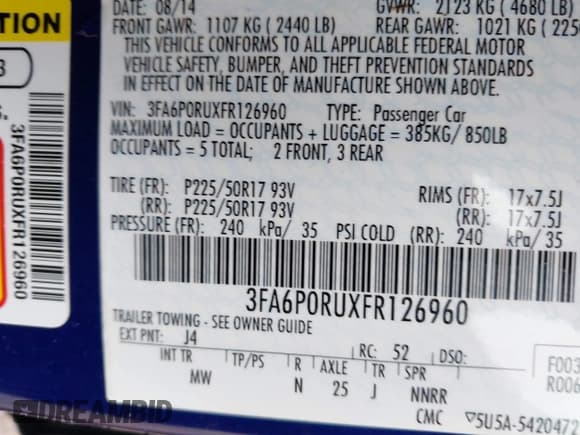 DATE: 08/14 GVWR: 2123 KG ( 4680 LB)
FRONT GAWR: 1107 KG ( 2440 LB) REAR GAWR: 1021 KG ( 225
THIS VEHICLE CONFORMS TO ALL APPLICABLE FEDERAL MOTOR
VEHICLE SAFETY, BUMPER, AND THEFT PREVENTION STANDARDS
IN EFFECT ON THE DATE OF MANUFACTURE SHOWN ABOVE.
VIN: 3FA6P0RUXFR126960 TYPE: Passenger Car
MAXIMUM LOAD = OCCUPANTS + LUGGAGE = 385KG/ 850LB
OCCUPANTS = 5 TOTAL; 2 FRONT, 3 REAR
TIRE (FR): P225/50R17 93V RIMS (FR): 17x7.5J
(RR): P225/50R17 93V (RR): 17x7.5J
PRESSURE (FR): 240 kPa/ 35 PSI COLD (RR): 240 kPa/ 35
3FA6P0RUXFR126960
TRAILER TOWING - SEE OWNER GUIDE
EXT PNT: J4 RC: 52 DSO: F003
INT TR TP/PS R AXLE TR SPR R006
MW N 25 J NNRR
CMC ▽5U5A-5420472
TION
3
G.
3FA6P0RUXFR126960
DREAMBID